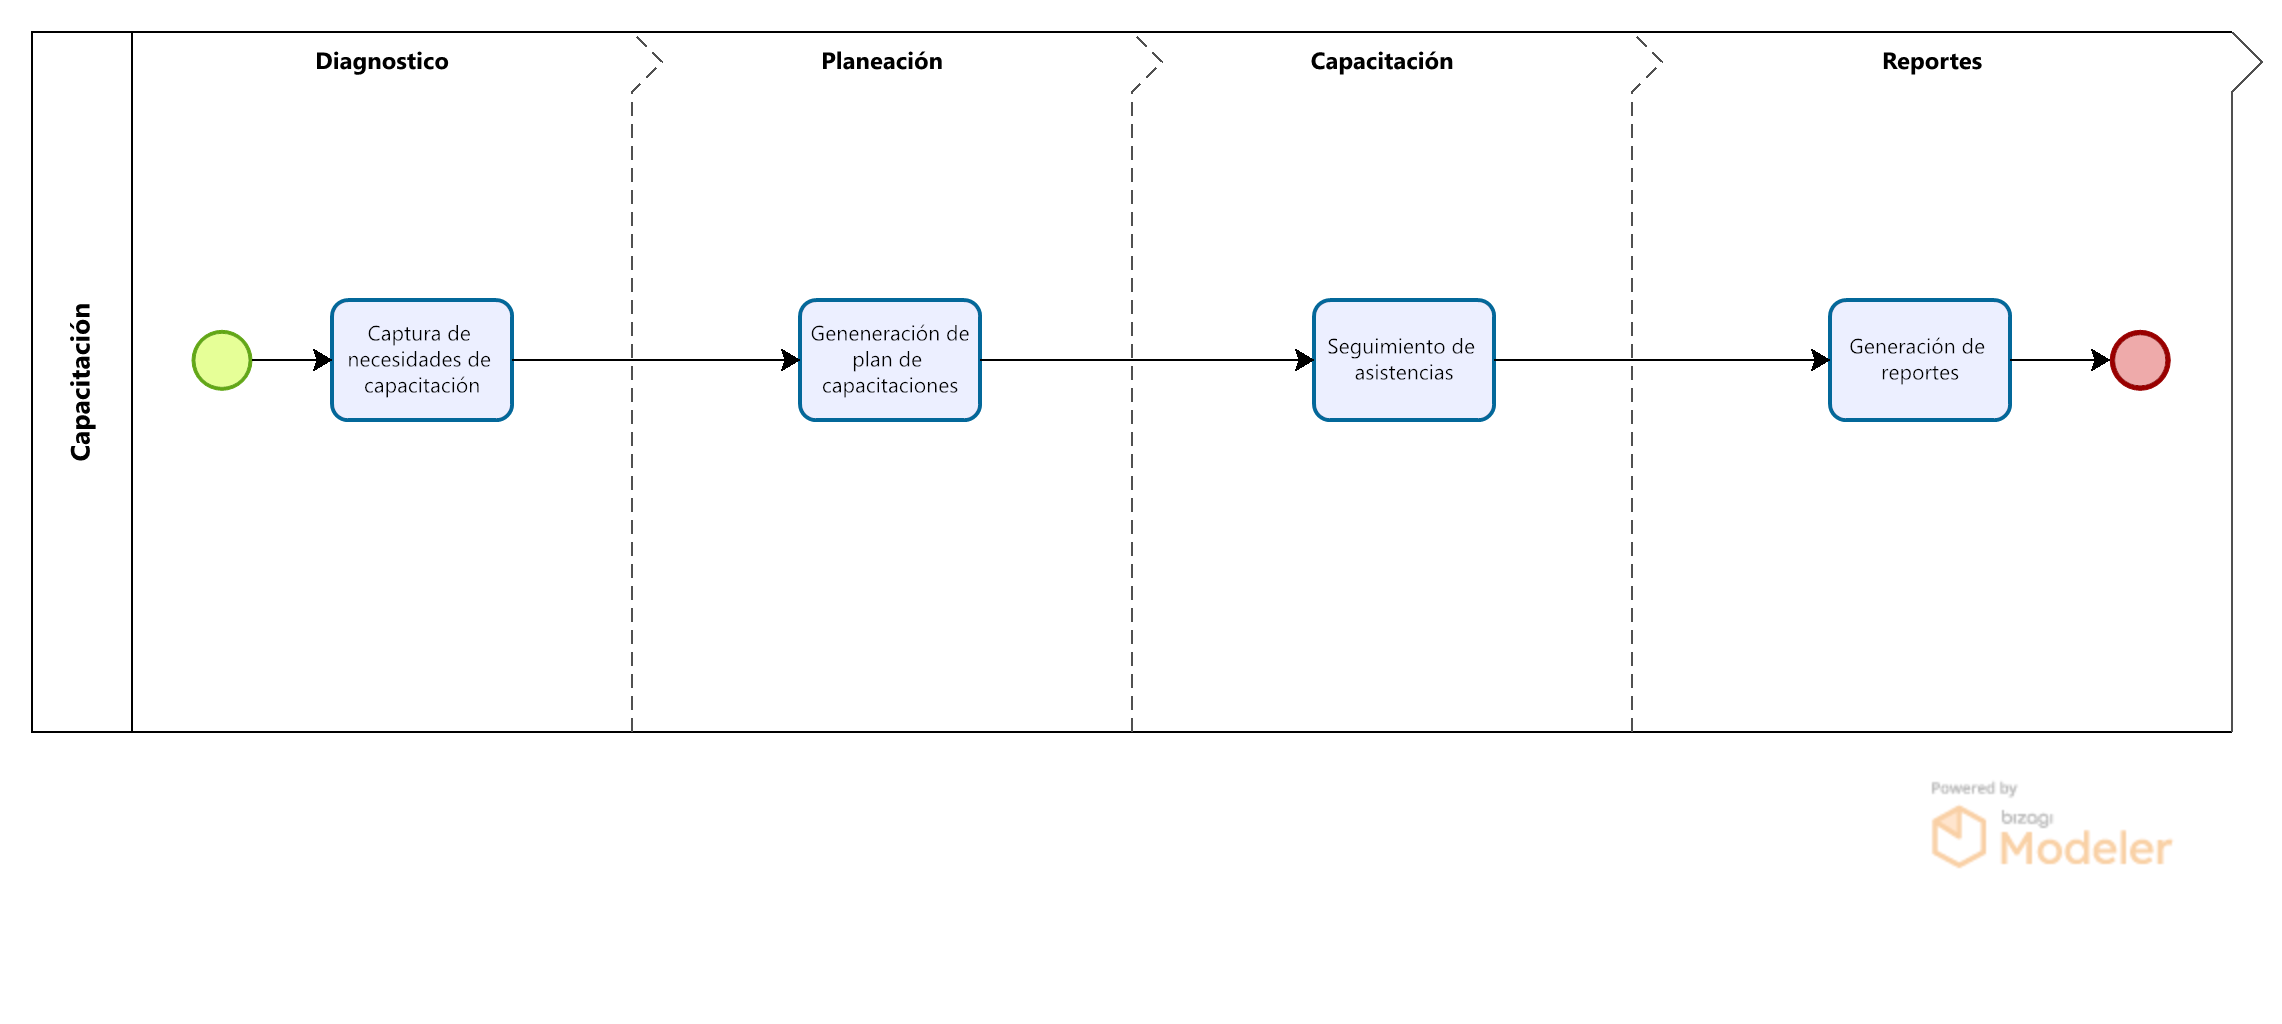 Capacitación
Diagnostico
Planeación
Capacitación
Reportes
Captura de
necesidades de
capacitación
Geneneración de
plan de
capacitaciones
Seguimiento de
asistencias
Generación de
reportes
Powered by
bizagi
Modeler